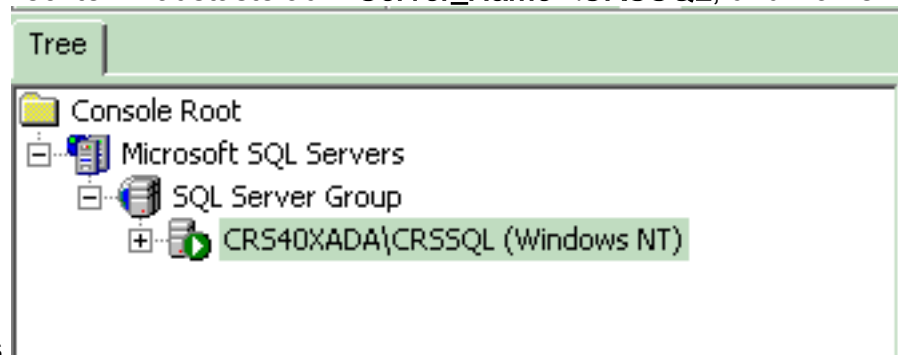 Tree
Console Root
Microsoft SQL Servers
SQL Server Group
CRS40XADA\CRSSQL (Windows NT)